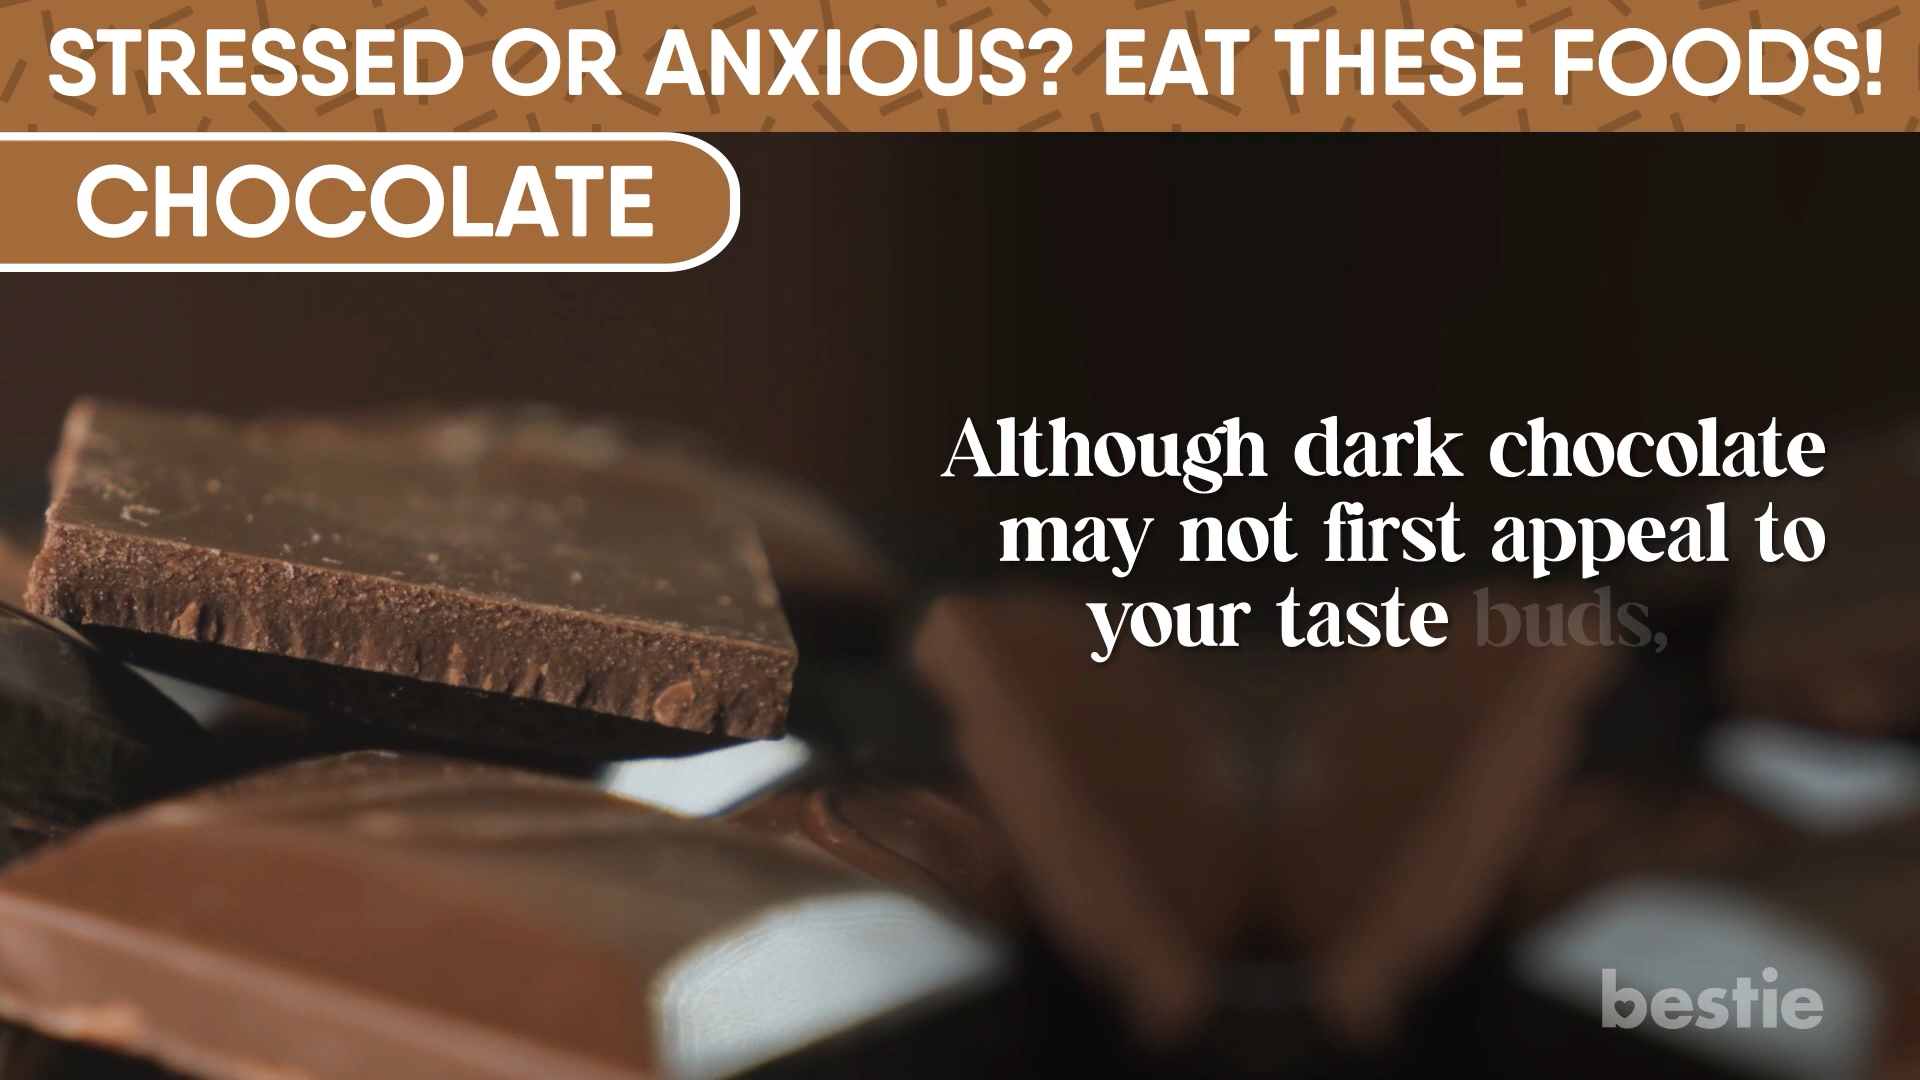 STRESSED OR ANXIOUS? EAT THESE FOODS!
CHOCOLATE
Although dark chocolate
may not first appeal to
your taste buds,
bestie